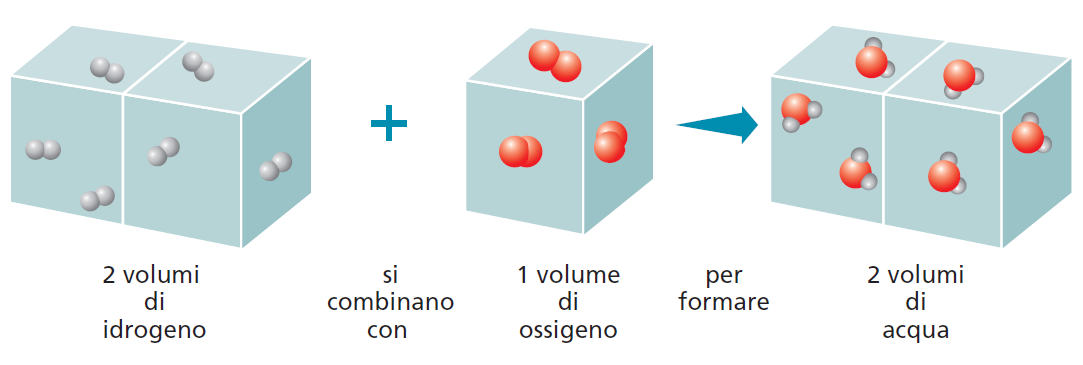 2 volumi
di
idrogeno
si
combinano
con
1 volume
di
ossigeno
per
formare
2 volumi
di
acqua